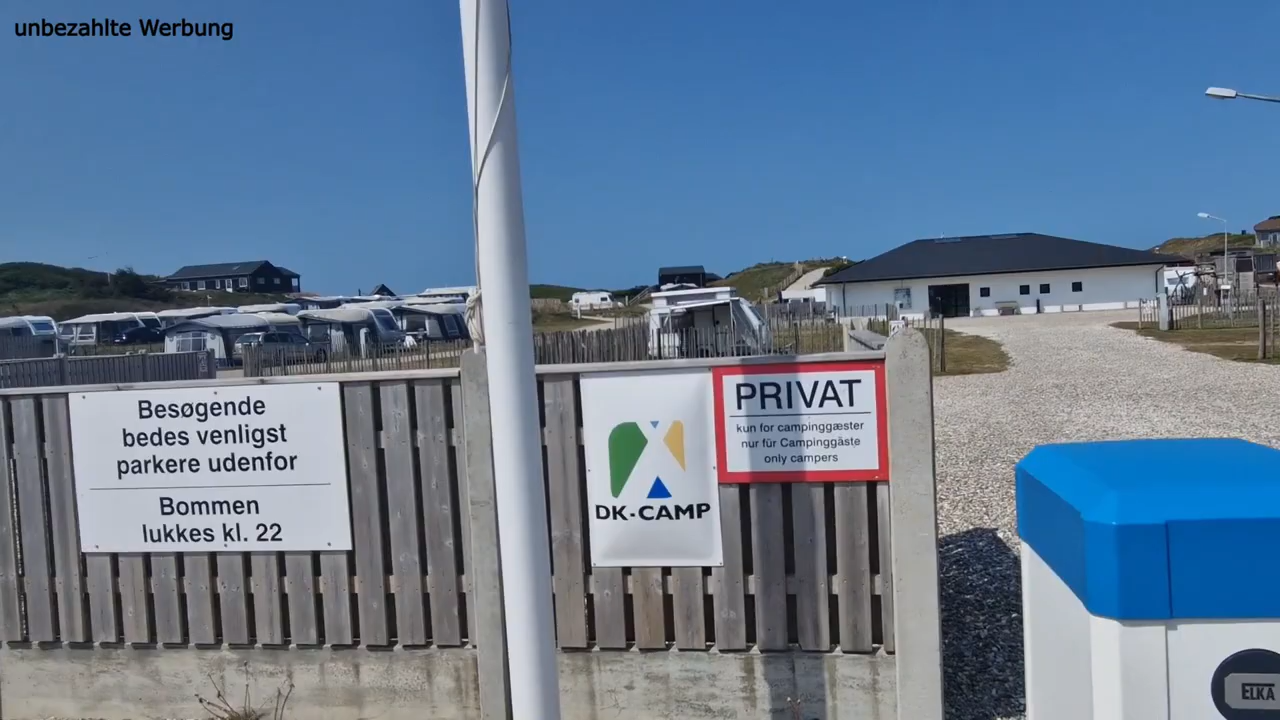 unbezahlte Werbung
Besøgende
bedes venligst
parkere udenfor
Bommen
lukkes kl. 22
DK-CAMP
PRIVAT
kun for campinggæster
nur für Campinggäste
only campers
ELKA